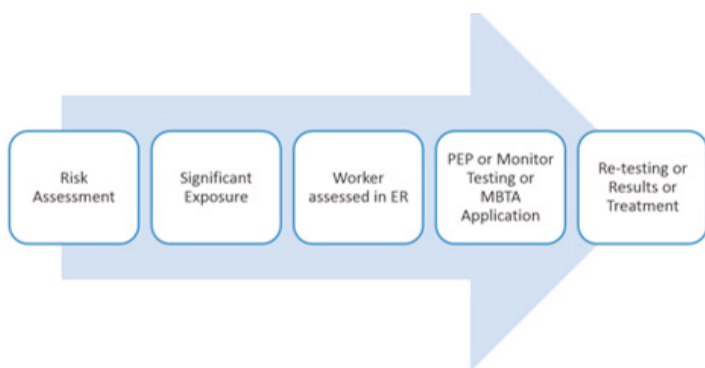 Risk
Assessment
Significant
Exposure
Worker
assessed in ER
PEP or Monitor
Testing or
MBTA
Application
Re-testing or
Results or
Treatment